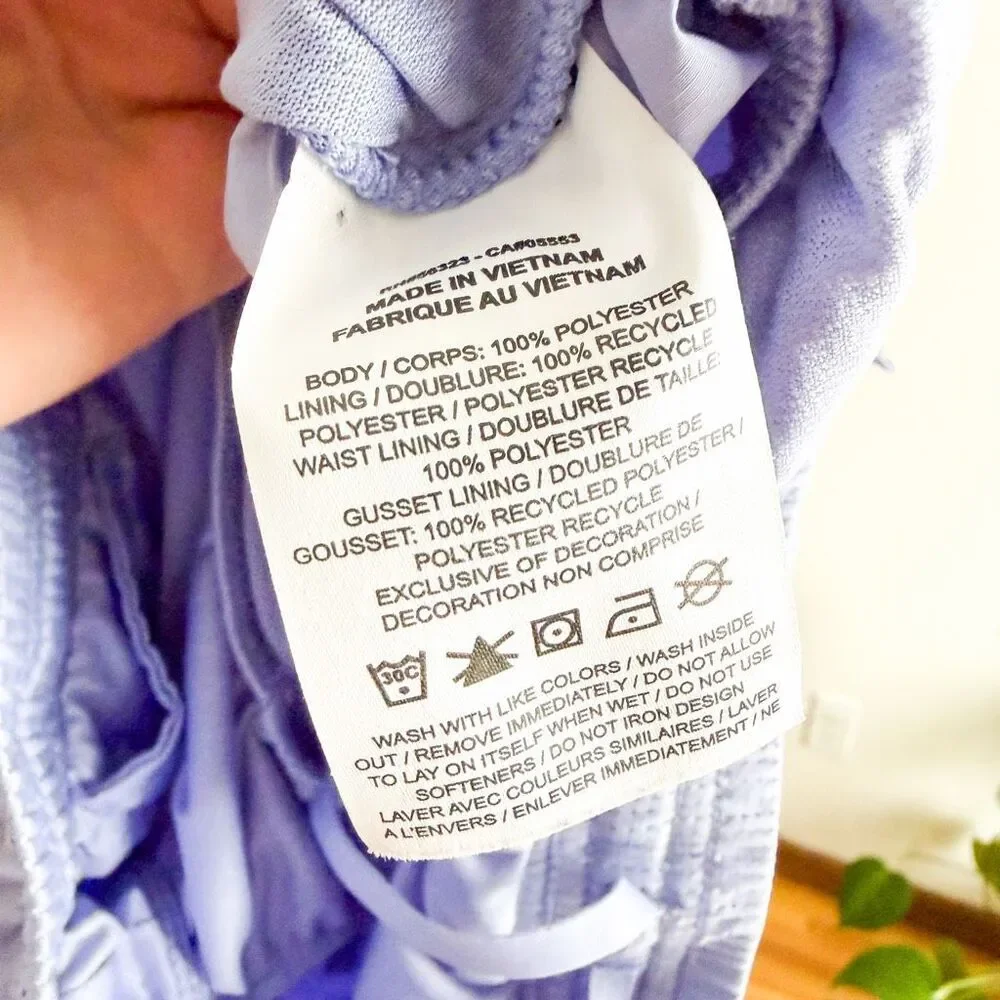 CA#05553
MADE IN VIETNAM
FABRIQUE AU VIETNAM
BODY / CORPS: 100% POLYESTER
LINING / DOUBLURE: 100% RECYCLED
POLYESTER / POLYESTER RECYCLE
WAIST LINING / DOUBLURE DE TAILLE:
100% POLYESTER
GUSSET LINING / DOUBLURE DE
GOUSSET: 100% RECYCLED POLYESTER /
POLYESTER RECYCLE
EXCLUSIVE OF DECORATION /
DECORATION NON COMPRISE
30C
WASH WITH LIKE COLORS / WASH INSIDE
OUT / REMOVE IMMEDIATELY / DO NOT ALLOW
TO LAY ON ITSELF WHEN WET / DO NOT USE
SOFTENERS / DO NOT IRON DESIGN
LAVER AVEC COULEURS SIMILAIRES / LAVER
A L'ENVERS / ENLEVER IMMEDIATEMENT / NE